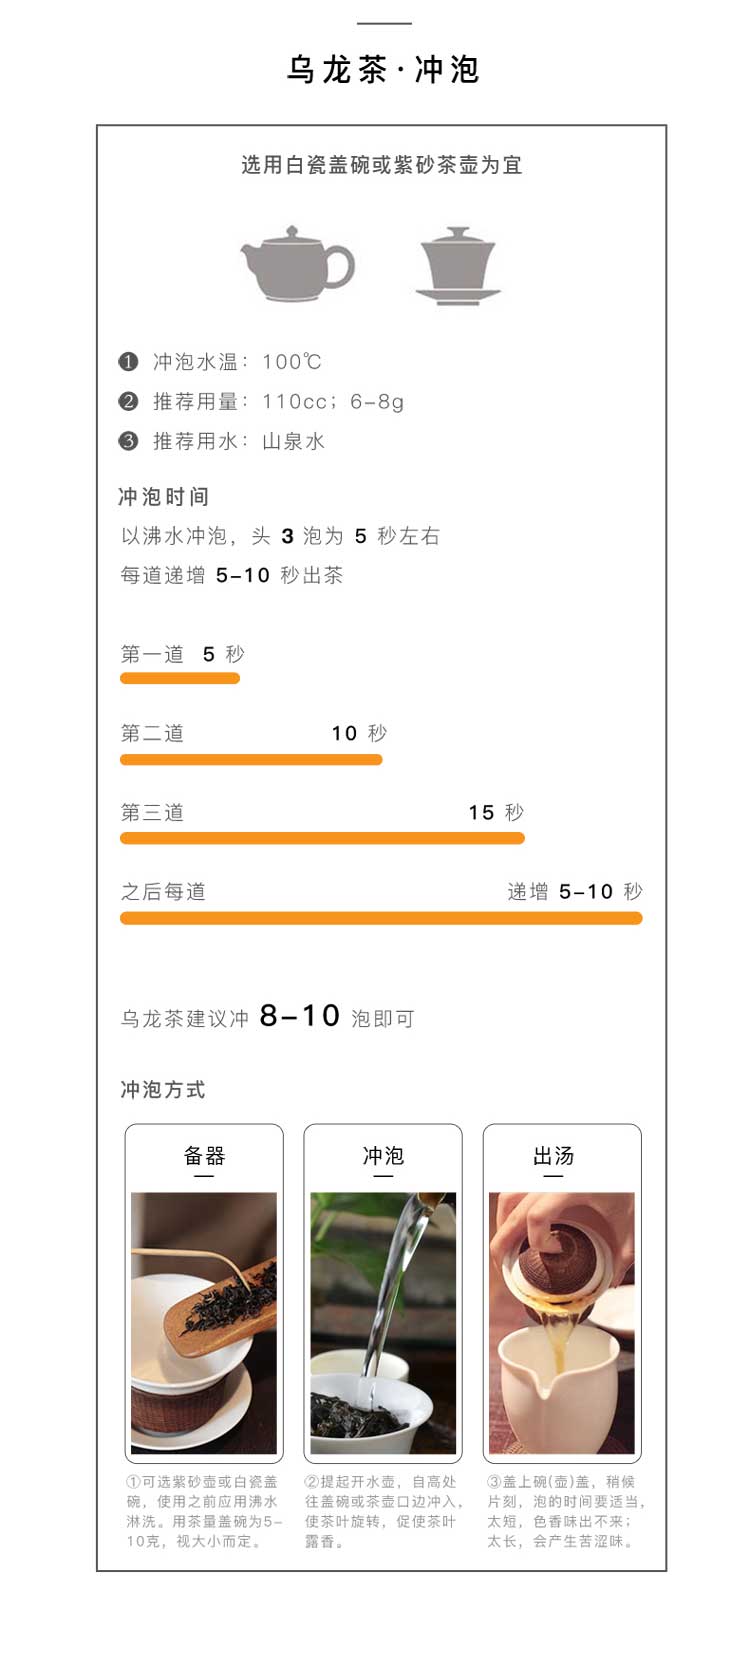 乌龙茶·冲泡
选用白瓷盖碗或紫砂茶壶为宜
❶ 冲泡水温：100℃
❷ 推荐用量：110cc；6-8g
❸ 推荐用水：山泉水
冲泡时间
以沸水冲泡，头 3 泡为 5 秒左右
每道递增 5-10 秒出茶
第一道 5 秒
第二道 10 秒
第三道 15 秒
之后每道 递增 5-10 秒
乌龙茶建议冲 8-10 泡即可
冲泡方式
备器
①可选紫砂壶或白瓷盖
碗，使用之前应用沸水
淋洗。用茶量盖碗为5-
10克，视大小而定。
冲泡
②提起开水壶，自高处
往盖碗或茶壶口边冲入，
使茶叶旋转，促使茶叶
露香。
出汤
③盖上碗(壶)盖，稍候
片刻，泡的时间要适当，
太短，色香味出不来；
太长，会产生苦涩味。